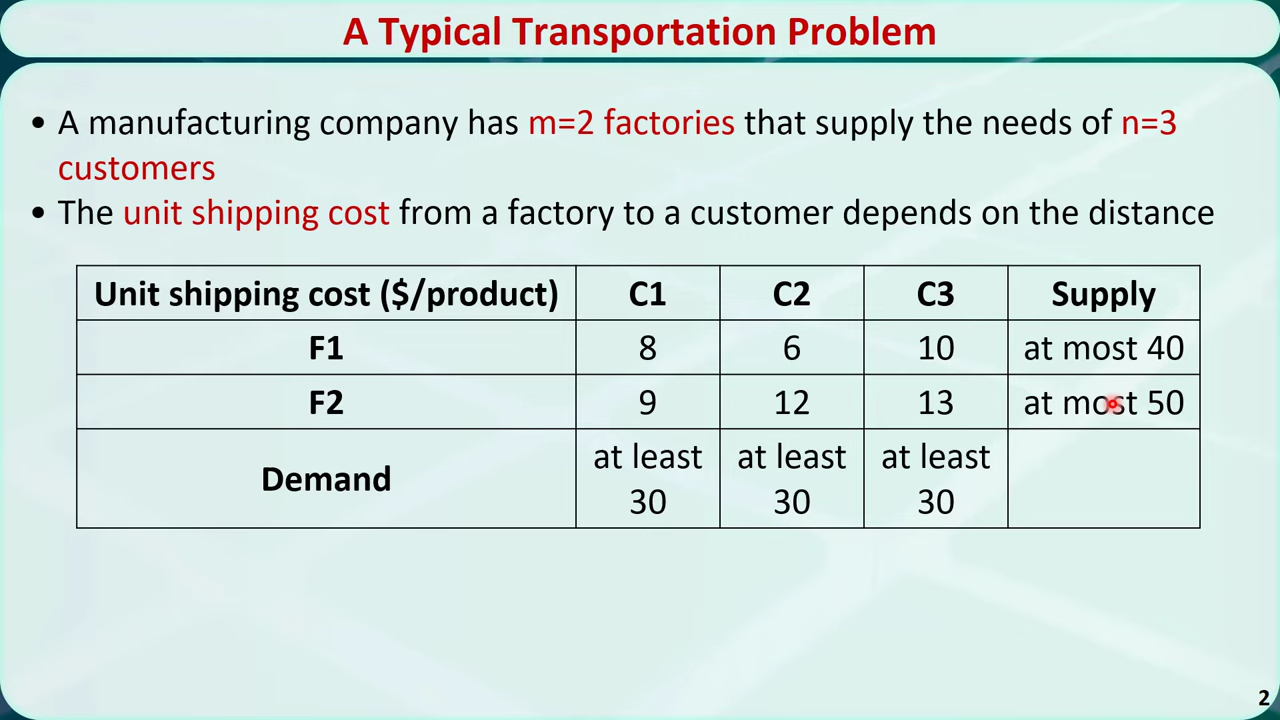 A Typical Transportation Problem
• A manufacturing company has m=2 factories that supply the needs of n=3
customers
• The unit shipping cost from a factory to a customer depends on the distance
Unit shipping cost ($/product) C1 C2 C3 Supply
F1 8 6 10 at most 40
F2 9 12 13 at most 50
Demand at least 30 at least 30 at least 30
2